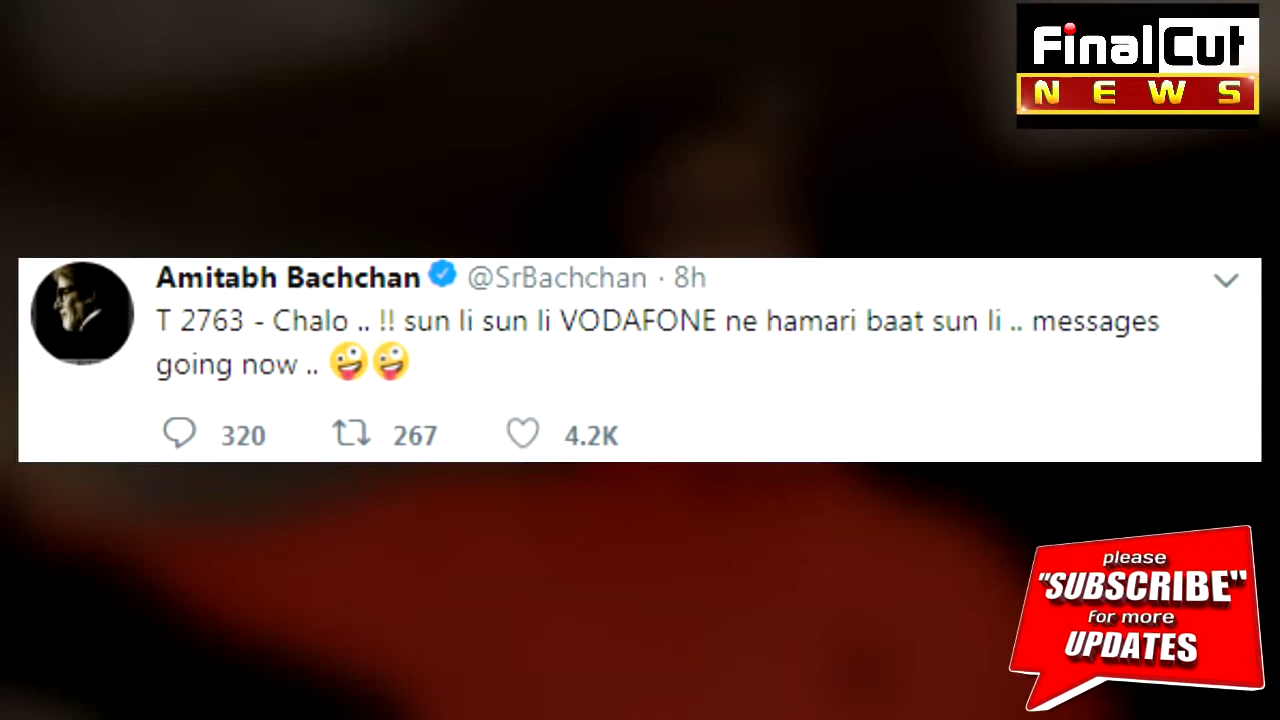 FinalCut
NEWS
Amitabh Bachchan @SrBachchan · 8h
T 2763 - Chalo .. !! sun li sun li VODAFONE ne hamari baat sun li .. messages
going now .. 🤪🤪
320 267 4.2K
please
"SUBSCRIBE"
for more
UPDATES